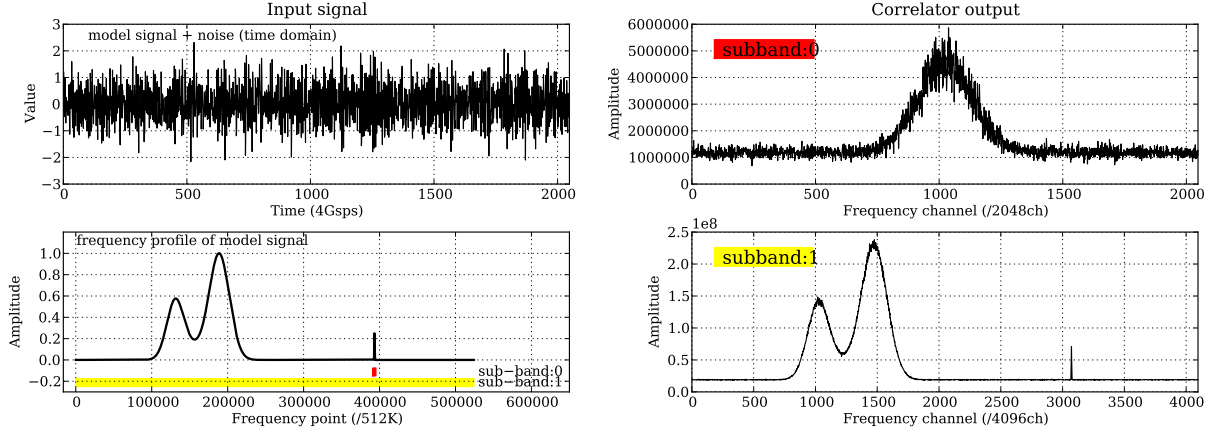 Input signal
model signal + noise (time domain)
3
2
1
0
−1
−2
−3
Value
0 500 1000 1500 2000
Time (4Gsps)
Correlator output
subband:0
6000000
5000000
4000000
3000000
2000000
1000000
0
Amplitude
0 500 1000 1500 2000
Frequency channel (/2048ch)
frequency profile of model signal
1.0
0.8
0.6
0.4
0.2
0.0
−0.2
Amplitude
sub−band:0
sub−band:1
0 100000 200000 300000 400000 500000 600000
Frequency point (/512K)
1e8
subband:1
2.5
2.0
1.5
1.0
0.5
0.0
Amplitude
0 500 1000 1500 2000 2500 3000 3500 4000
Frequency channel (/4096ch)